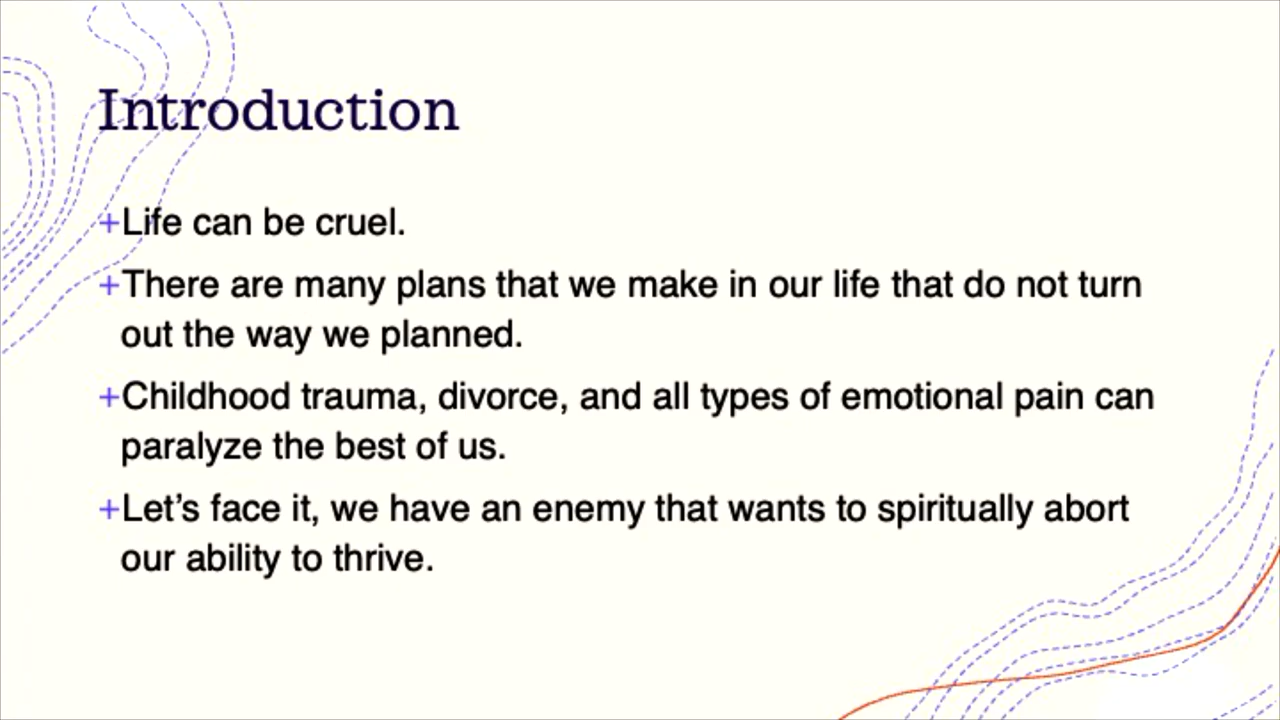 Introduction
+Life can be cruel.
+There are many plans that we make in our life that do not turn
out the way we planned.
+Childhood trauma, divorce, and all types of emotional pain can
paralyze the best of us.
+Let’s face it, we have an enemy that wants to spiritually abort
our ability to thrive.